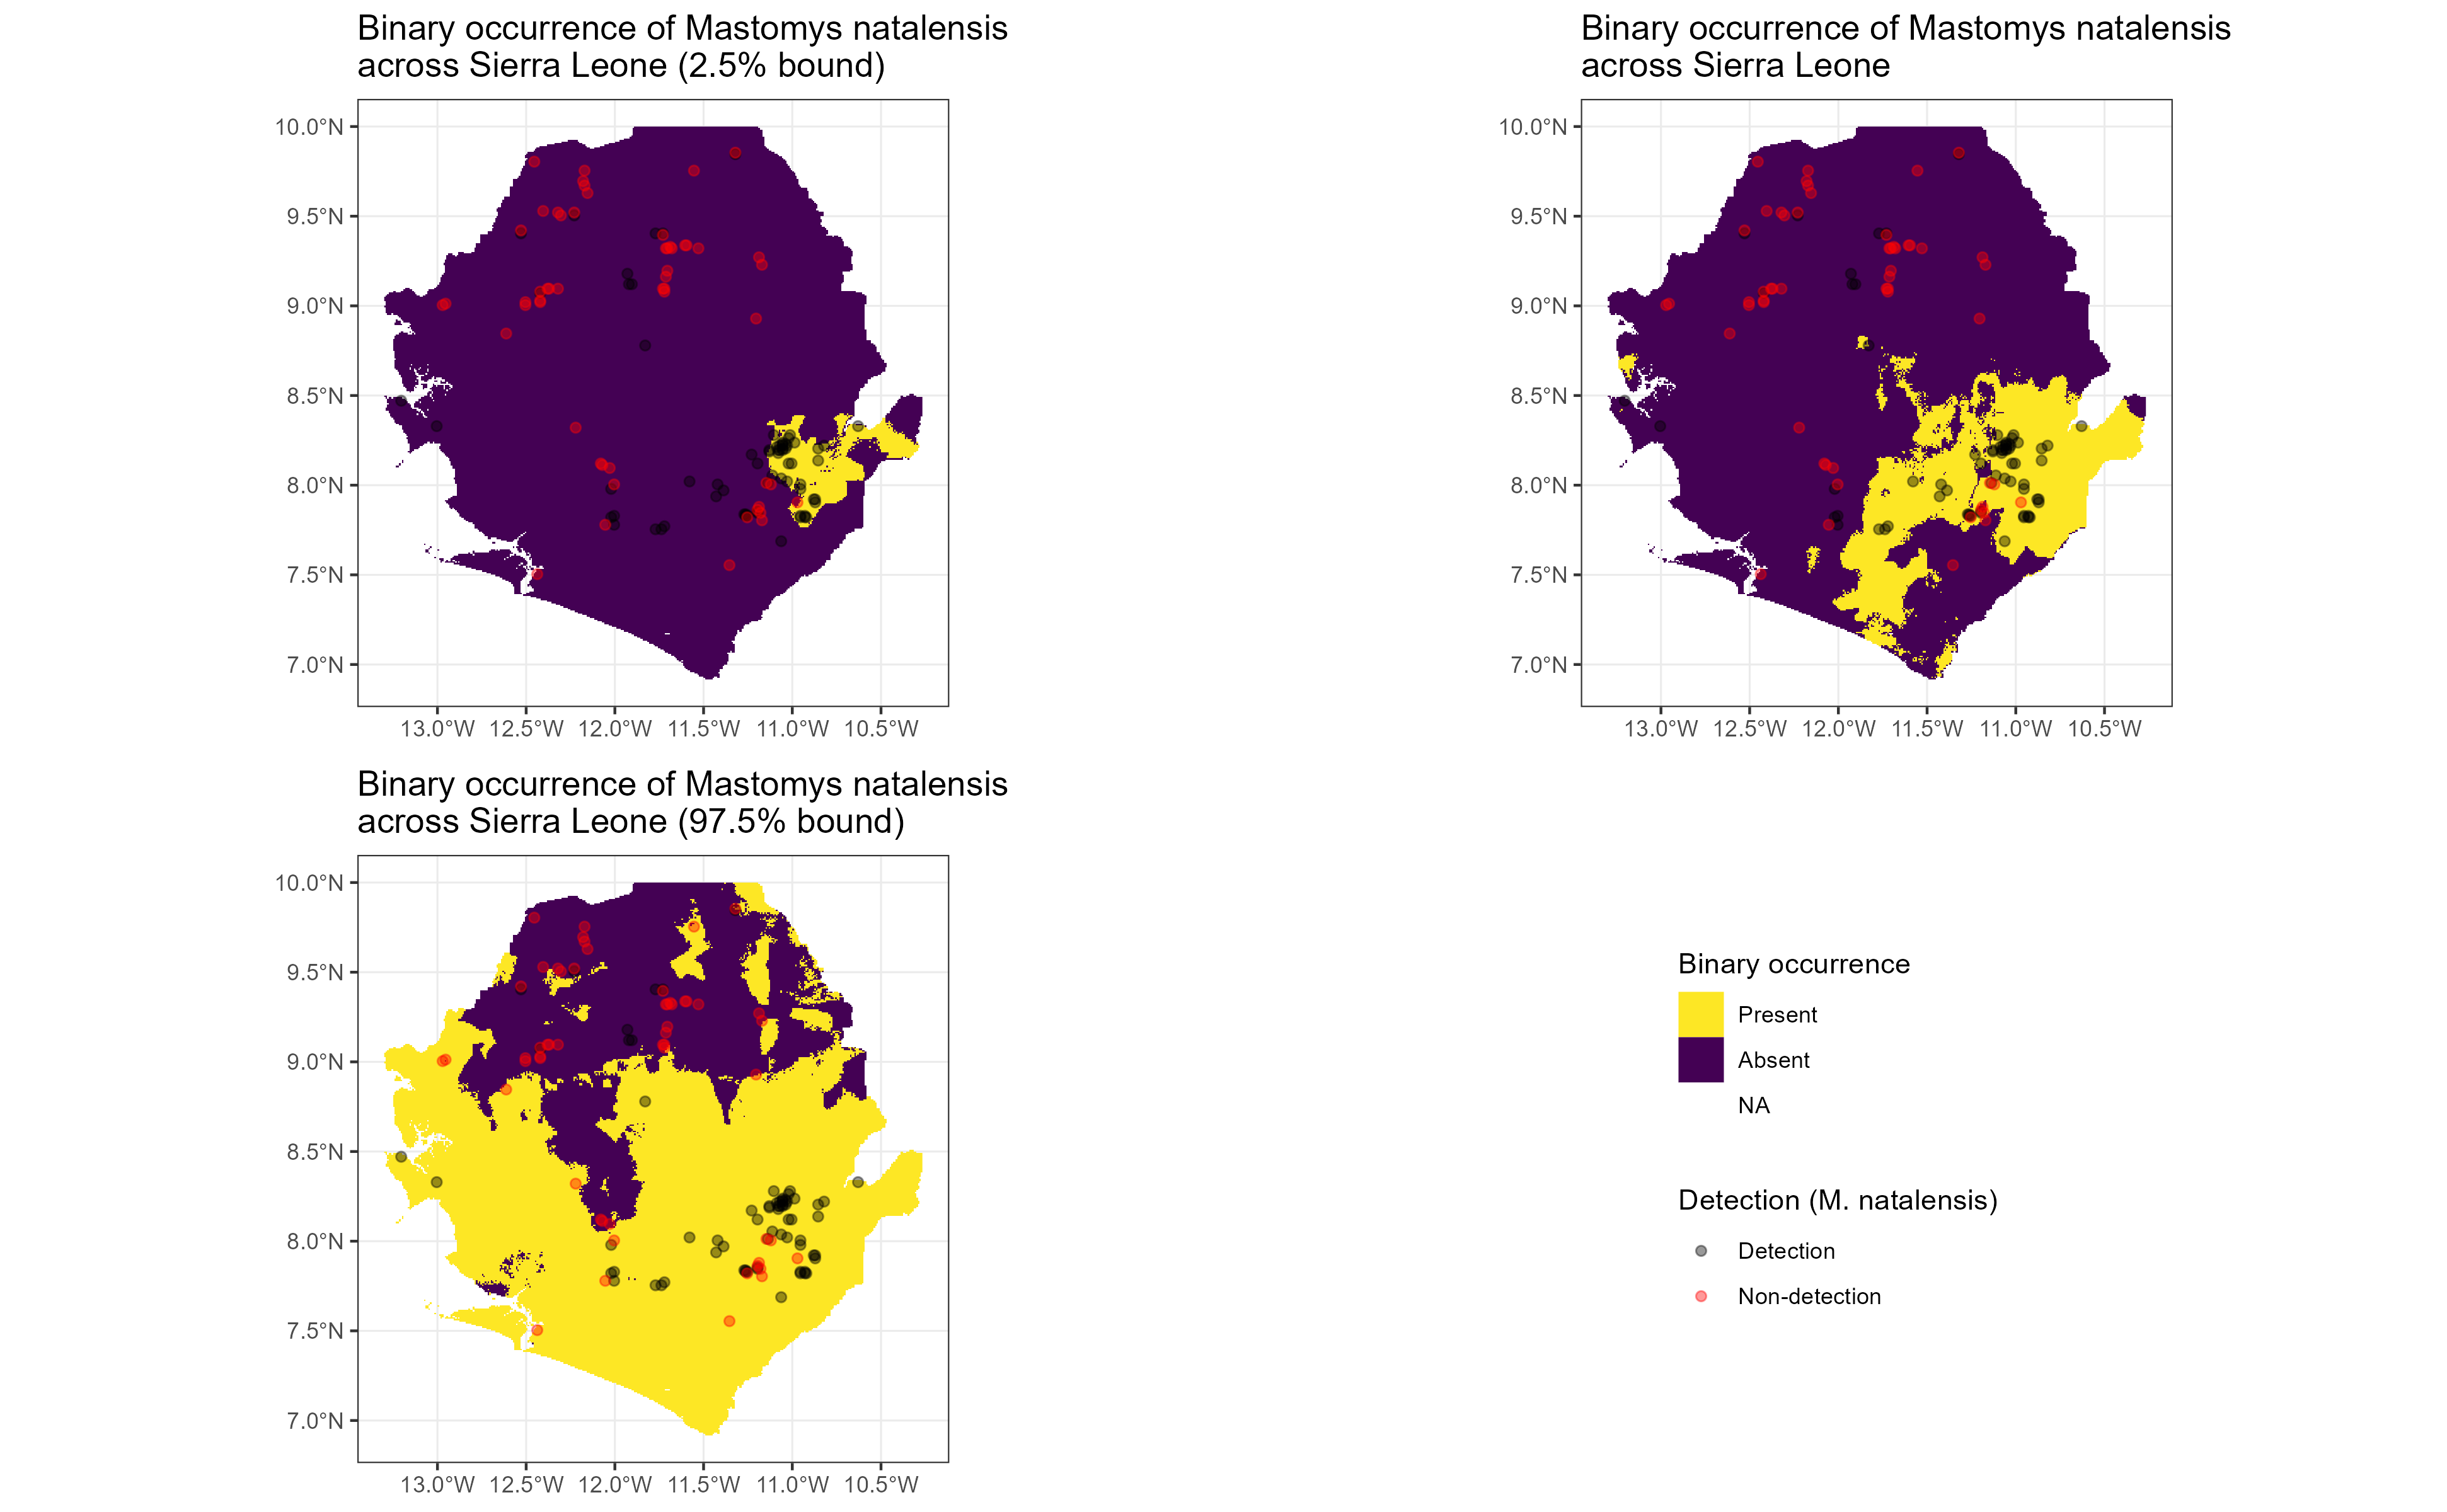 Binary occurrence of Mastomys natalensis
across Sierra Leone (2.5% bound)
10.0°N
9.5°N
9.0°N
8.5°N
8.0°N
7.5°N
7.0°N
13.0°W 12.5°W 12.0°W 11.5°W 11.0°W 10.5°W
Binary occurrence of Mastomys natalensis
across Sierra Leone
10.0°N
9.5°N
9.0°N
8.5°N
8.0°N
7.5°N
7.0°N
13.0°W 12.5°W 12.0°W 11.5°W 11.0°W 10.5°W
Binary occurrence of Mastomys natalensis
across Sierra Leone (97.5% bound)
10.0°N
9.5°N
9.0°N
8.5°N
8.0°N
7.5°N
7.0°N
13.0°W 12.5°W 12.0°W 11.5°W 11.0°W 10.5°W
Binary occurrence
Present
Absent
NA
Detection (M. natalensis)
Detection
Non-detection